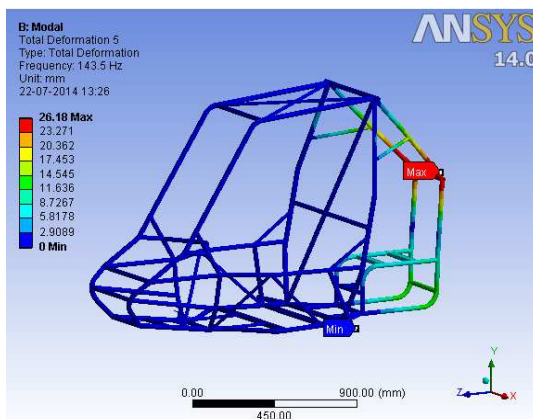 B: Modal
Total Deformation 5
Type: Total Deformation
Frequency: 143.5 Hz
Unit: mm
22-07-2014 13:26
ANSYS
14.0
26.18 Max
23.271
20.362
17.453
14.545
11.636
8.7267
5.8178
2.9089
0 Min
Max
Min
0.00
900.00 (mm)
450.00
Y
Z
X